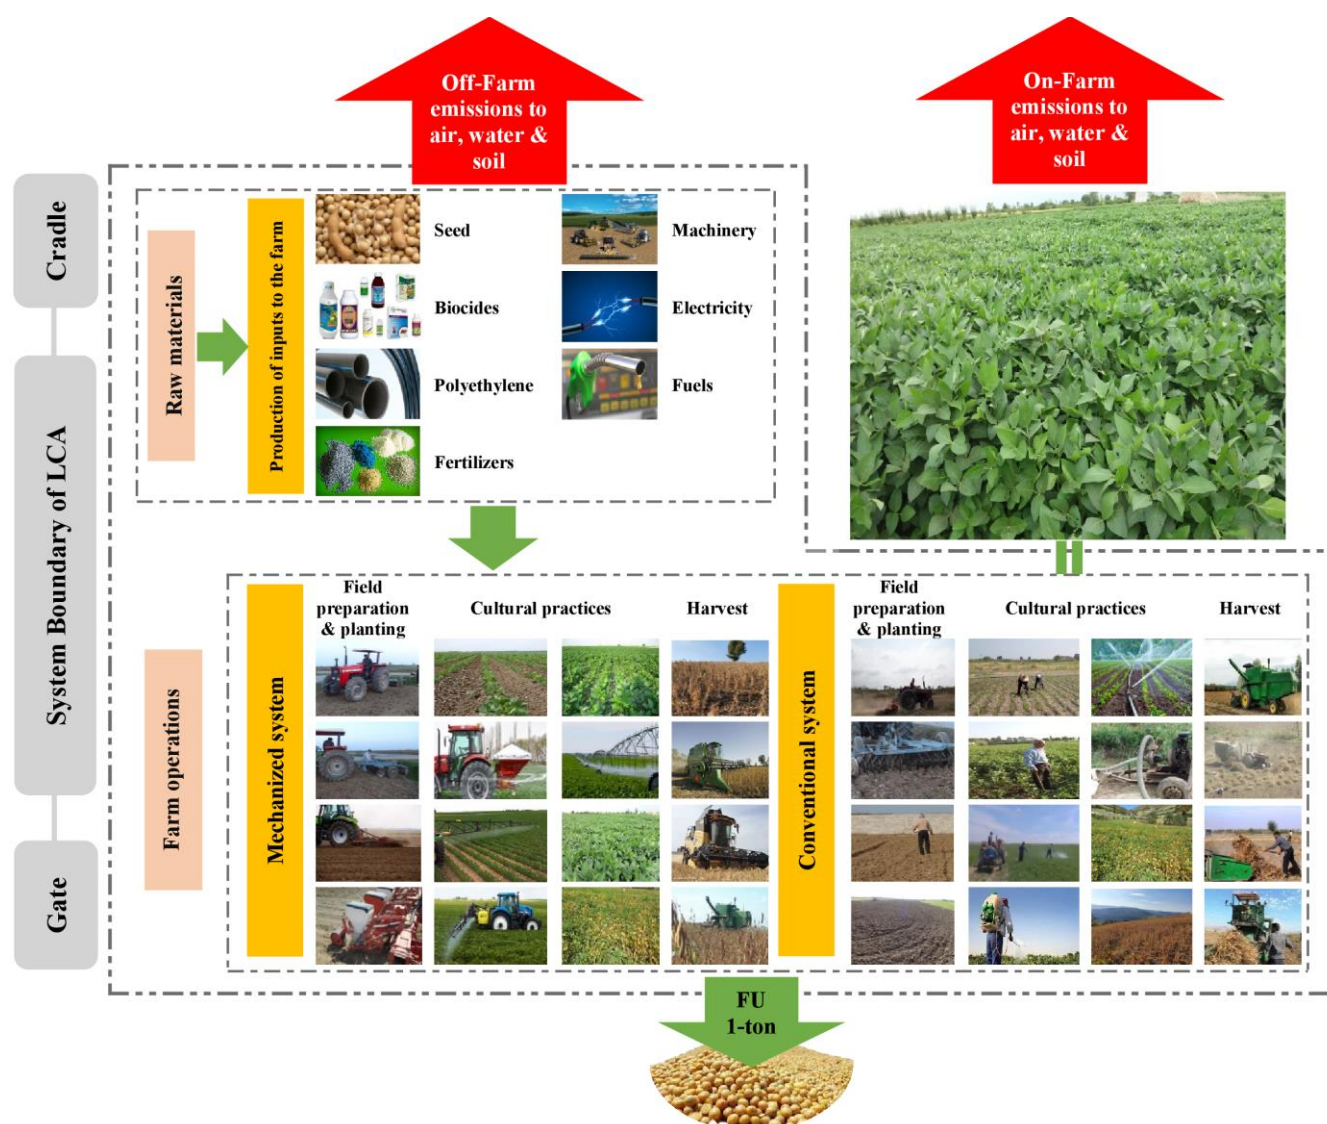 Off-Farm
emissions to
air, water &
soil
On-Farm
emissions to
air, water &
soil
Cradle
System Boundary of LCA
Gate
Raw materials
Production of inputs to the farm
Seed
Biocides
Polyethylene
Fertilizers
Machinery
Electricity
Fuels
Farm operations
Mechanized system
Field
preparation
& planting
Cultural practices
Harvest
Conventional system
Field
preparation
& planting
Cultural practices
Harvest
FU
1-ton